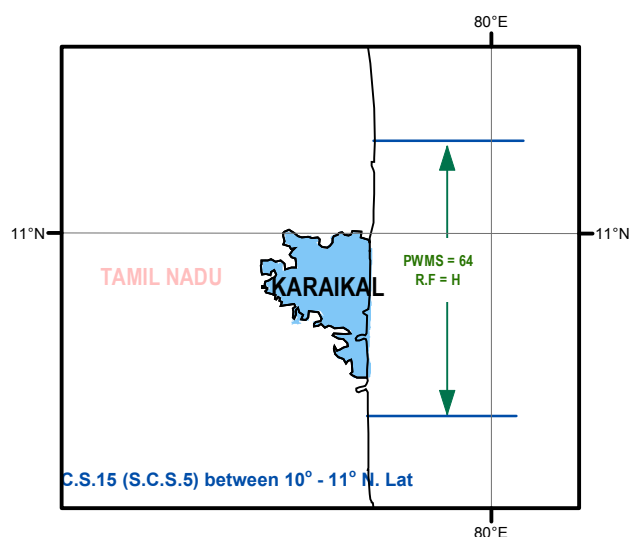 80°E
11°N
11°N
PWMS = 64
R.F = H
TAMIL NADU
KARAIKAL
C.S.15 (S.C.S.5) between 10° - 11° N. Lat
80°E